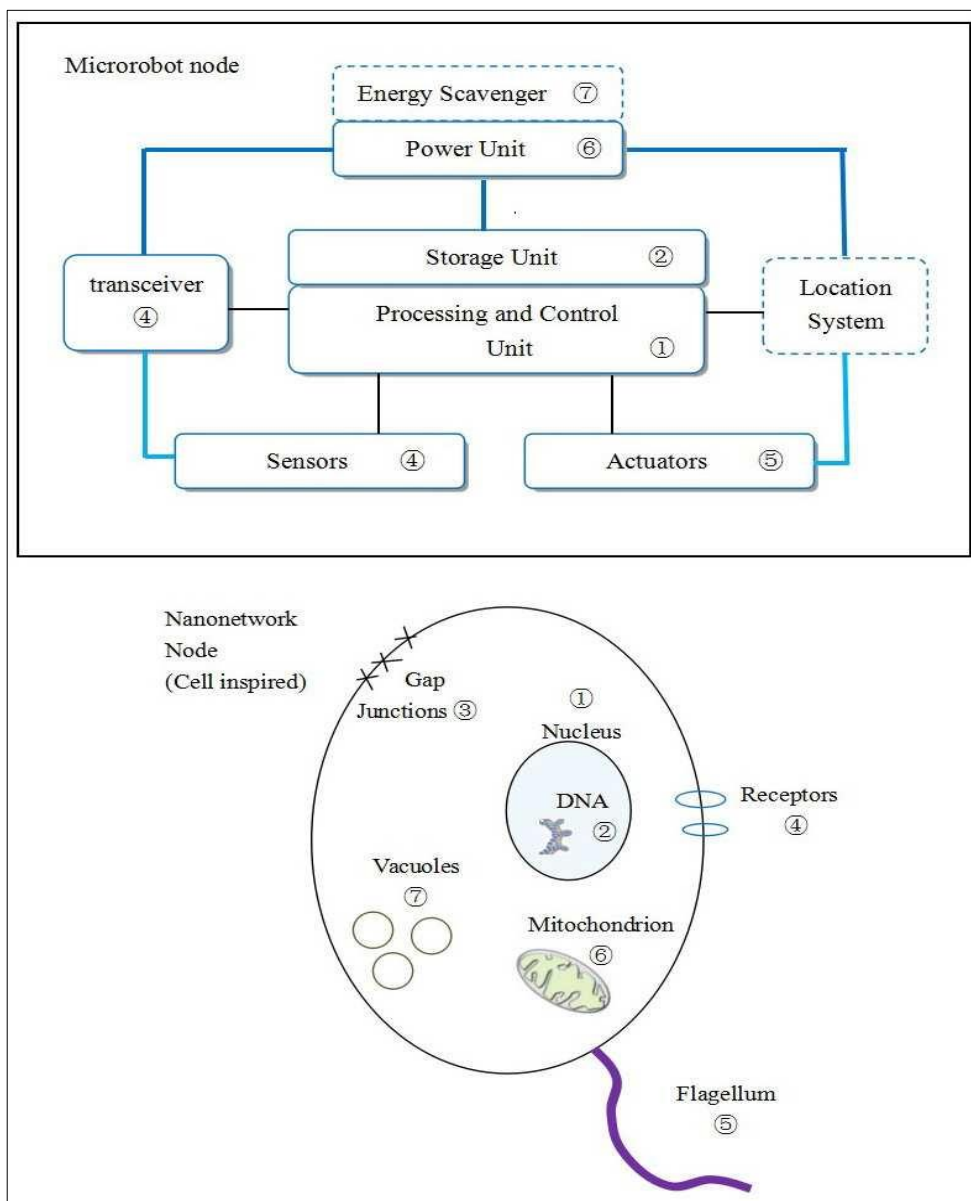 Microrobot node
Energy Scavenger ⑦
Power Unit ⑥
Storage Unit ②
transceiver
④
Processing and Control
Unit ①
Location
System
Sensors ④
Actuators ⑤
Nanonetwork
Node
(Cell inspired)
Gap
Junctions ③
①
Nucleus
DNA
②
Receptors
④
Vacuoles
⑦
Mitochondrion
⑥
Flagellum
⑤